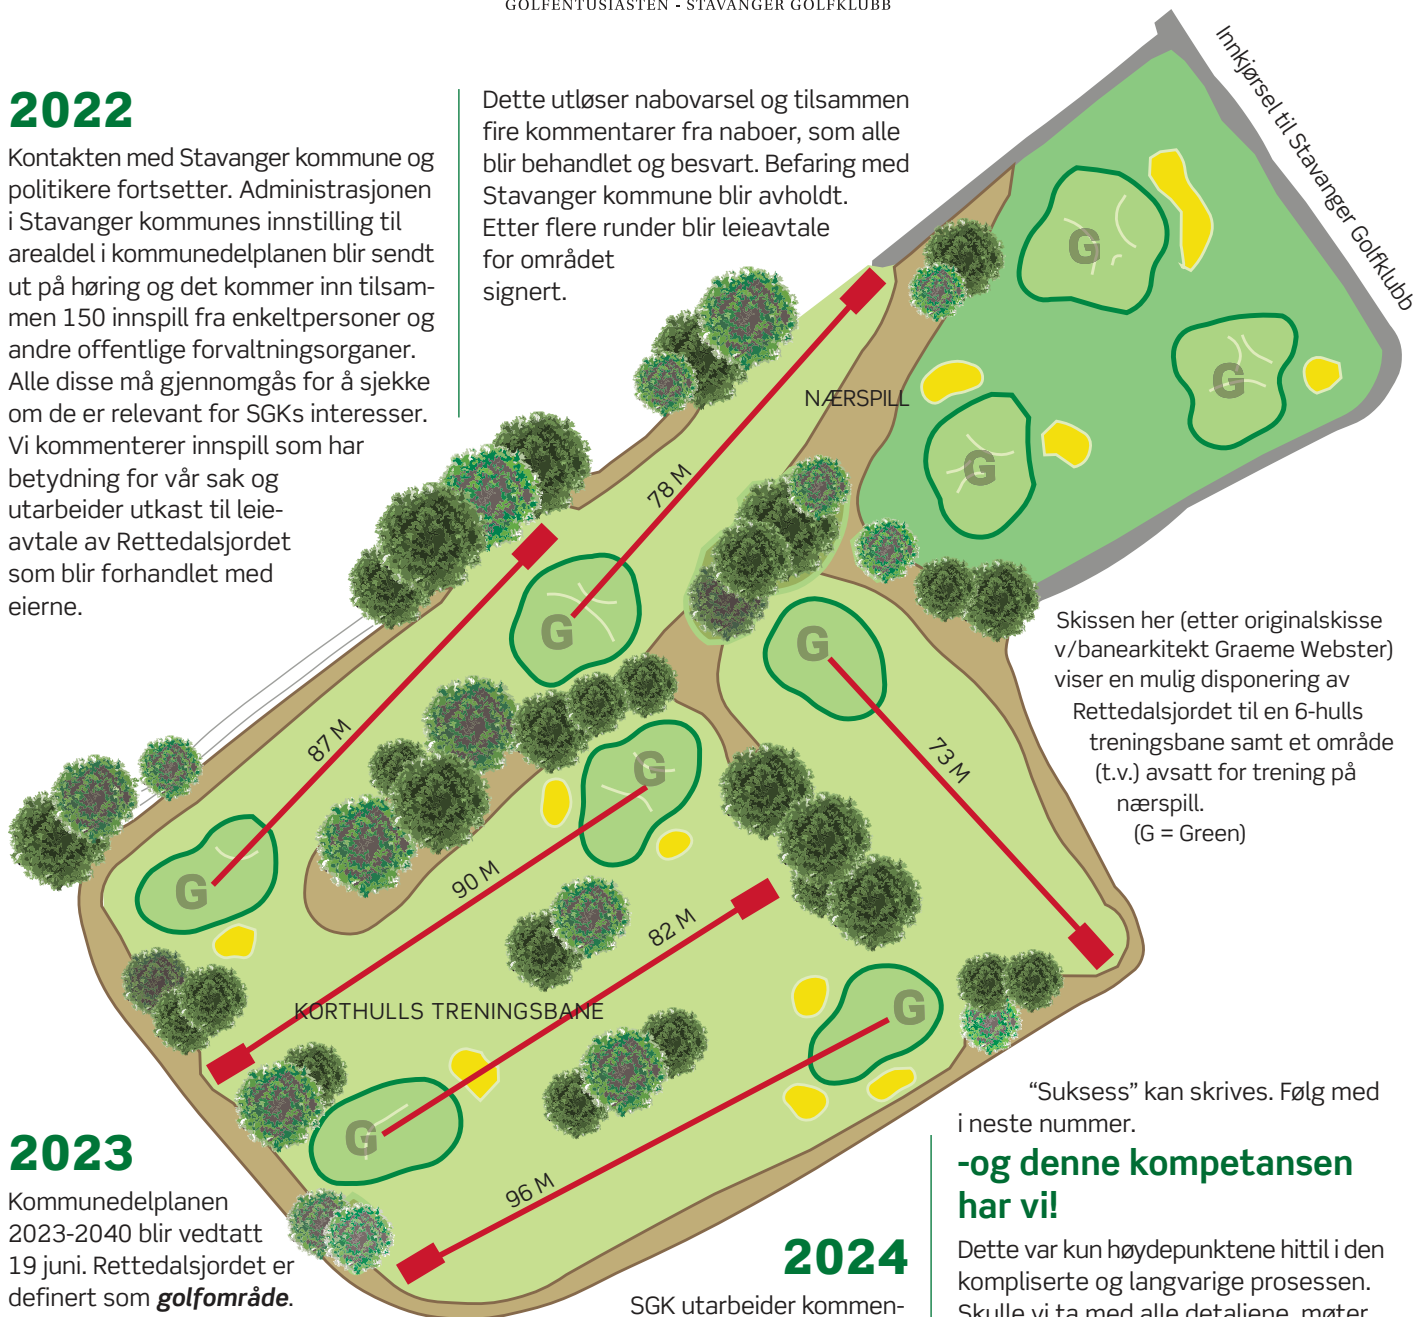 GOLFENTUSIASTEN - STAVANGER GOLFKLUBB
2022
Kontakten med Stavanger kommune og
politikere fortsetter. Administrasjonen
i Stavanger kommunes innstilling til
arealdel i kommunedelplanen blir sendt
ut på høring og det kommer inn tilsam-
men 150 innspill fra enkeltpersoner og
andre offentlige forvaltningsorganer.
Alle disse må gjennomgås for å sjekke
om de er relevant for SGKs interesser.
Vi kommenterer innspill som har
betydning for vår sak og
utarbeider utkast til leie-
avtale av Rettedalsjordet
som blir forhandlet med
eierne.
Dette utløser nabovarsel og tilsammen
fire kommentarer fra naboer, som alle
blir behandlet og besvart. Befaring med
Stavanger kommune blir avholdt.
Etter flere runder blir leieavtale
for området
signert.
Innkjørsel til Stavanger Golfklubb
G
G
G
NÆRSPILL
78 M
G
G
87 M
G
73 M
G
90 M
82 M
KORTHULLS TRENINGSBANE
G
G
96 M
Skissen her (etter originalskisse
v/banearkitekt Graeme Webster)
viser en mulig disponering av
Rettedalsjordet til en 6-hulls
treningsbane samt et område
(t.v.) avsatt for trening på
nærspill.
(G = Green)
2023
Kommunedelplanen
2023-2040 blir vedtatt
19 juni. Rettedalsjordet er
definert som golfområde.
2024
SGK utarbeider kommen-
“Suksess” kan skrives. Følg med
i neste nummer.
-og denne kompetansen
har vi!
Dette var kun høydepunktene hittil i den
kompliserte og langvarige prosessen.
Skulle vi ta med alle detaljene, møter